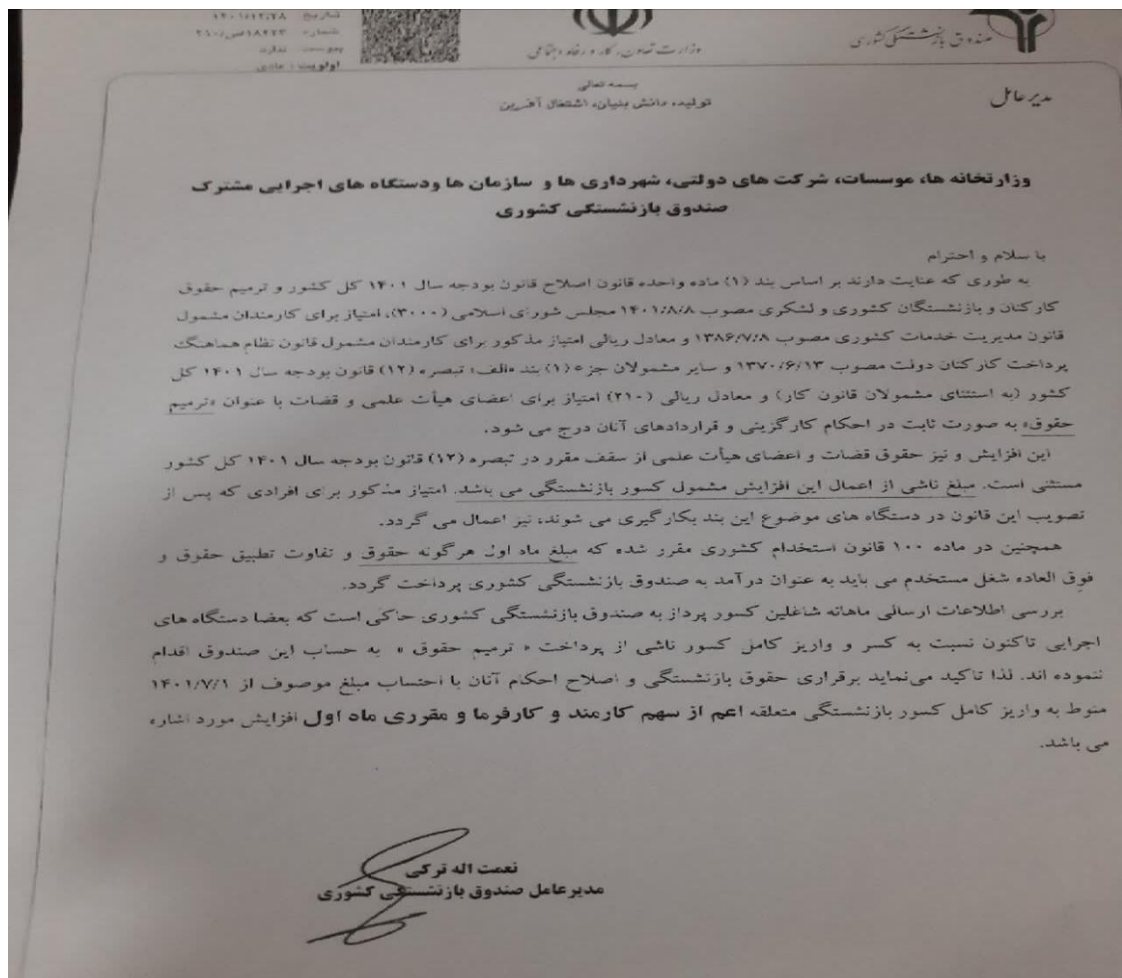 صندوق بازنشستگی کشوری
وزارت تعاون، کار و رفاه اجتماعی
تاریخ
شماره
پیوست ندارد
اولویت : عادی
مدیر عامل
بسمه تعالی
تولید، دانش بنیان، اشتغال آفرین
وزارتخانه ها، موسسات، شرکت های دولتی، شهرداری ها و سازمان ها ودستگاه های اجرایی مشترک
صندوق بازنشستگی کشوری
با سلام و احترام
به طوری که عنایت دارند بر اساس بند (۱) ماده واحده قانون اصلاح قانون بودجه سال ۱۴۰۱ کل کشور و ترمیم حقوق
کارکنان و بازنشستگان کشوری و لشکری مصوب ۱۴۰۱/۸/۸ مجلس شورای اسلامی (۳۰۰۰)، امتیاز برای کارمندان مشمول
قانون مدیریت خدمات کشوری مصوب ۱۳۸۶/۷/۸ و معادل ریالی امتیاز مذکور برای کارمندان مشمول قانون نظام هماهنگ
پرداخت کارکنان دولت مصوب ۱۳۷۰/۶/۱۳ و سایر مشمولان جزء (۱) بند «الف» تبصره (۱۲) قانون بودجه سال ۱۴۰۱ کل
کشور (به استثنای مشمولان قانون کار) و معادل ریالی (۲۱۰) امتیاز برای اعضای هیأت علمی و قضات با عنوان «ترمیم
حقوق» به صورت ثابت در احکام کارگزینی و قراردادهای آنان درج می شود.
این افزایش و نیز حقوق قضات و اعضای هیأت علمی از سقف مقرر در تبصره (۱۲) قانون بودجه سال ۱۴۰۱ کل کشور
مستثنی است. مبلغ ناشی از اعمال این افزایش مشمول کسور بازنشستگی می باشد. امتیاز مذکور برای افرادی که پس از
تصویب این قانون در دستگاه های موضوع این بند بکارگیری می شوند، نیز اعمال می گردد.
همچنین در ماده ۱۰۰ قانون استخدام کشوری مقرر شده که مبلغ ماه اول هرگونه حقوق و تفاوت تطبیق حقوق و
فوق العاده شغل مستخدم می باید به عنوان درآمد به صندوق بازنشستگی کشوری پرداخت گردد.
بررسی اطلاعات ارسالی ماهانه شاغلین کسور پرداز به صندوق بازنشستگی کشوری حاکی است که بعضا دستگاه های
اجرایی تاکنون نسبت به کسر و واریز کامل کسور ناشی از پرداخت « ترمیم حقوق » به حساب این صندوق اقدام
ننموده اند. لذا تاکید می‌نماید برقراری حقوق بازنشستگی و اصلاح احکام آنان با احتساب مبلغ موصوف از ۱۴۰۱/۷/۱
منوط به واریز کامل کسور بازنشستگی متعلقه اعم از سهم کارمند و کارفرما و مقرری ماه اول افزایش مورد اشاره
می باشد.
نعمت اله ترکی
مدیرعامل صندوق بازنشستگی کشوری